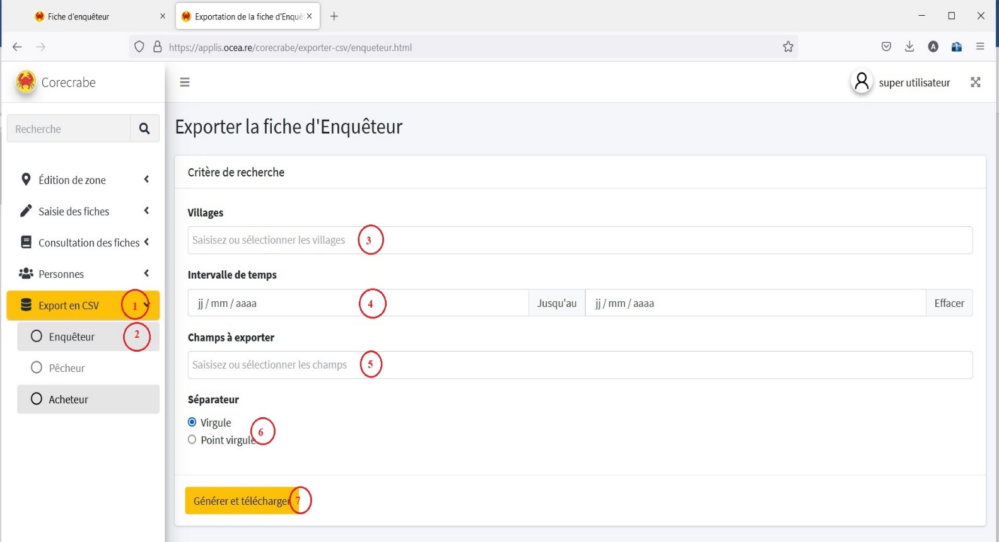 Fiche d'enquêteur
Exportation de la fiche d'Enquê
https://applis.ocea.re/corecrabe/exporter-csv/enqueteur.html
A
Corecrabe
super utilisateur
Recherche
Exporter la fiche d'Enquêteur
Critère de recherche
Édition de zone
Saisie des fiches
Consultation des fiches
Personnes
Export en CSV 1
Enquêteur 2
Pêcheur
Acheteur
Villages
Saisisez ou sélectionner les villages 3
Intervalle de temps
jj / mm / aaaa 4 Jusqu'au jj / mm / aaaa Effacer
Champs à exporter
Saisisez ou sélectionner les champs 5
Séparateur
Virgule
6
Point virgule
Générer et télécharger 7